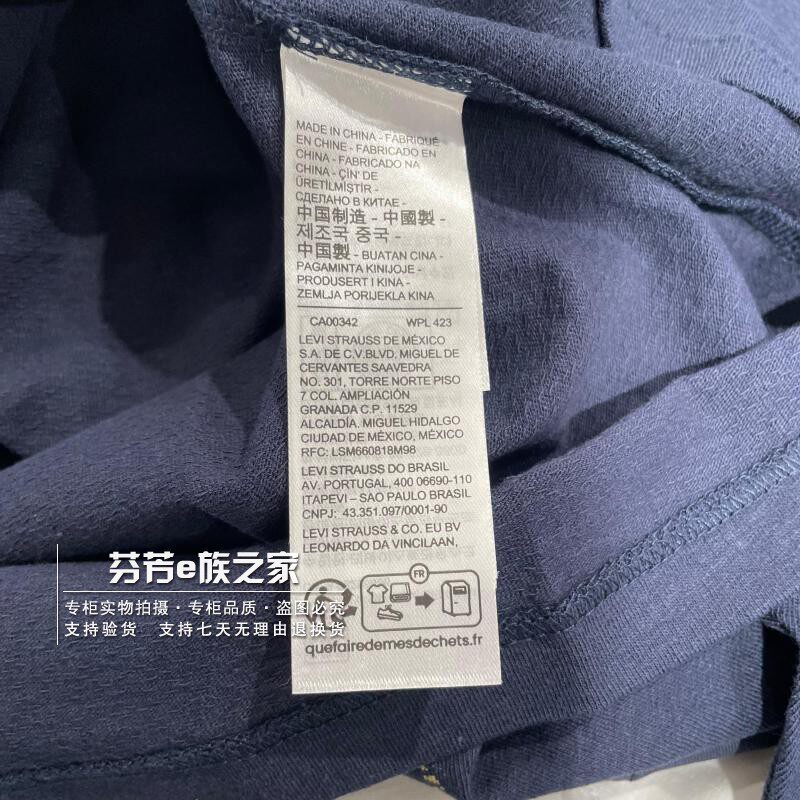 MADE IN CHINA - FABRIQUÉ
EN CHINE - FABRICADO EN
CHINA - FABRICADO NA
CHINA - ÇİN' DE
ÜRETİLMİŞTİR -
СДЕЛАНО В КИТАЕ -
中国制造 - 中國製 -
제조국 중국 -
中国製 - BUATAN CINA -
PAGAMINTA KINIJOJE -
PRODUSERT I KINA -
ZEMLJA PORIJEKLA KINA
CA00342 WPL 423
LEVI STRAUSS DE MÉXICO
S.A. DE C.V.BLVD. MIGUEL DE
CERVANTES SAAVEDRA
NO. 301, TORRE NORTE PISO
7 COL. AMPLIACIÓN
GRANADA C.P. 11529
ALCALDÍA. MIGUEL HIDALGO
CIUDAD DE MÉXICO, MÉXICO
RFC: LSM660818M98
LEVI STRAUSS DO BRASIL
AV. PORTUGAL, 400 06690-110
ITAPEVI – SAO PAULO BRASIL
CNPJ: 43.351.097/0001-90
LEVI STRAUSS & CO. EU BV
LEONARDO DA VINCILAAN,
FR
quefairedemesdechets.fr
芬芳e族之家
专柜实物拍摄·专柜品质·盗图必究
支持验货 支持七天无理由退换货